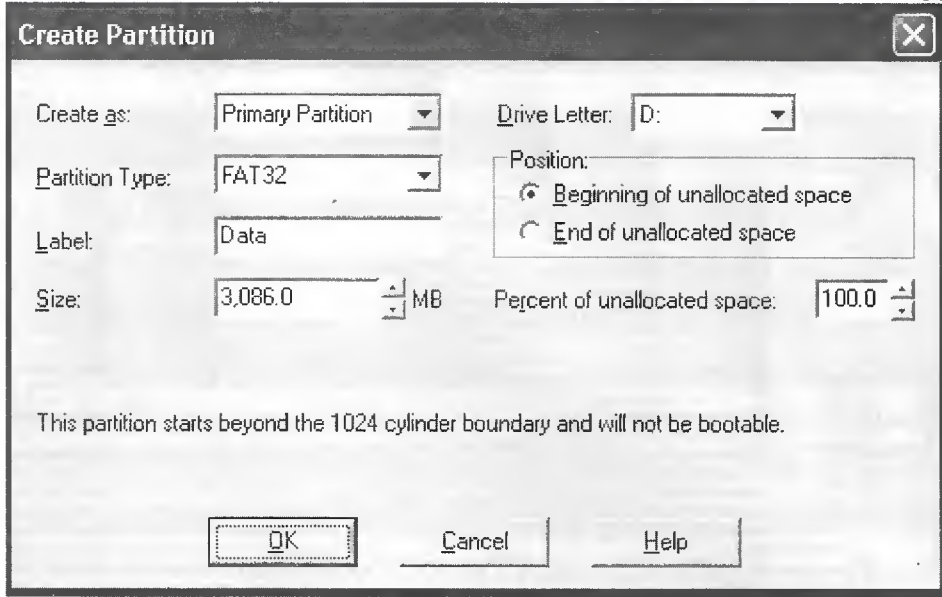 Create Partition
Create as: Primary Partition
Drive Letter: D:
Partition Type: FAT32
Position:
Beginning of unallocated space
End of unallocated space
Label: Data
Size: 3,086.0 MB
Percent of unallocated space: 100.0
This partition starts beyond the 1024 cylinder boundary and will not be bootable.
OK
Cancel
Help